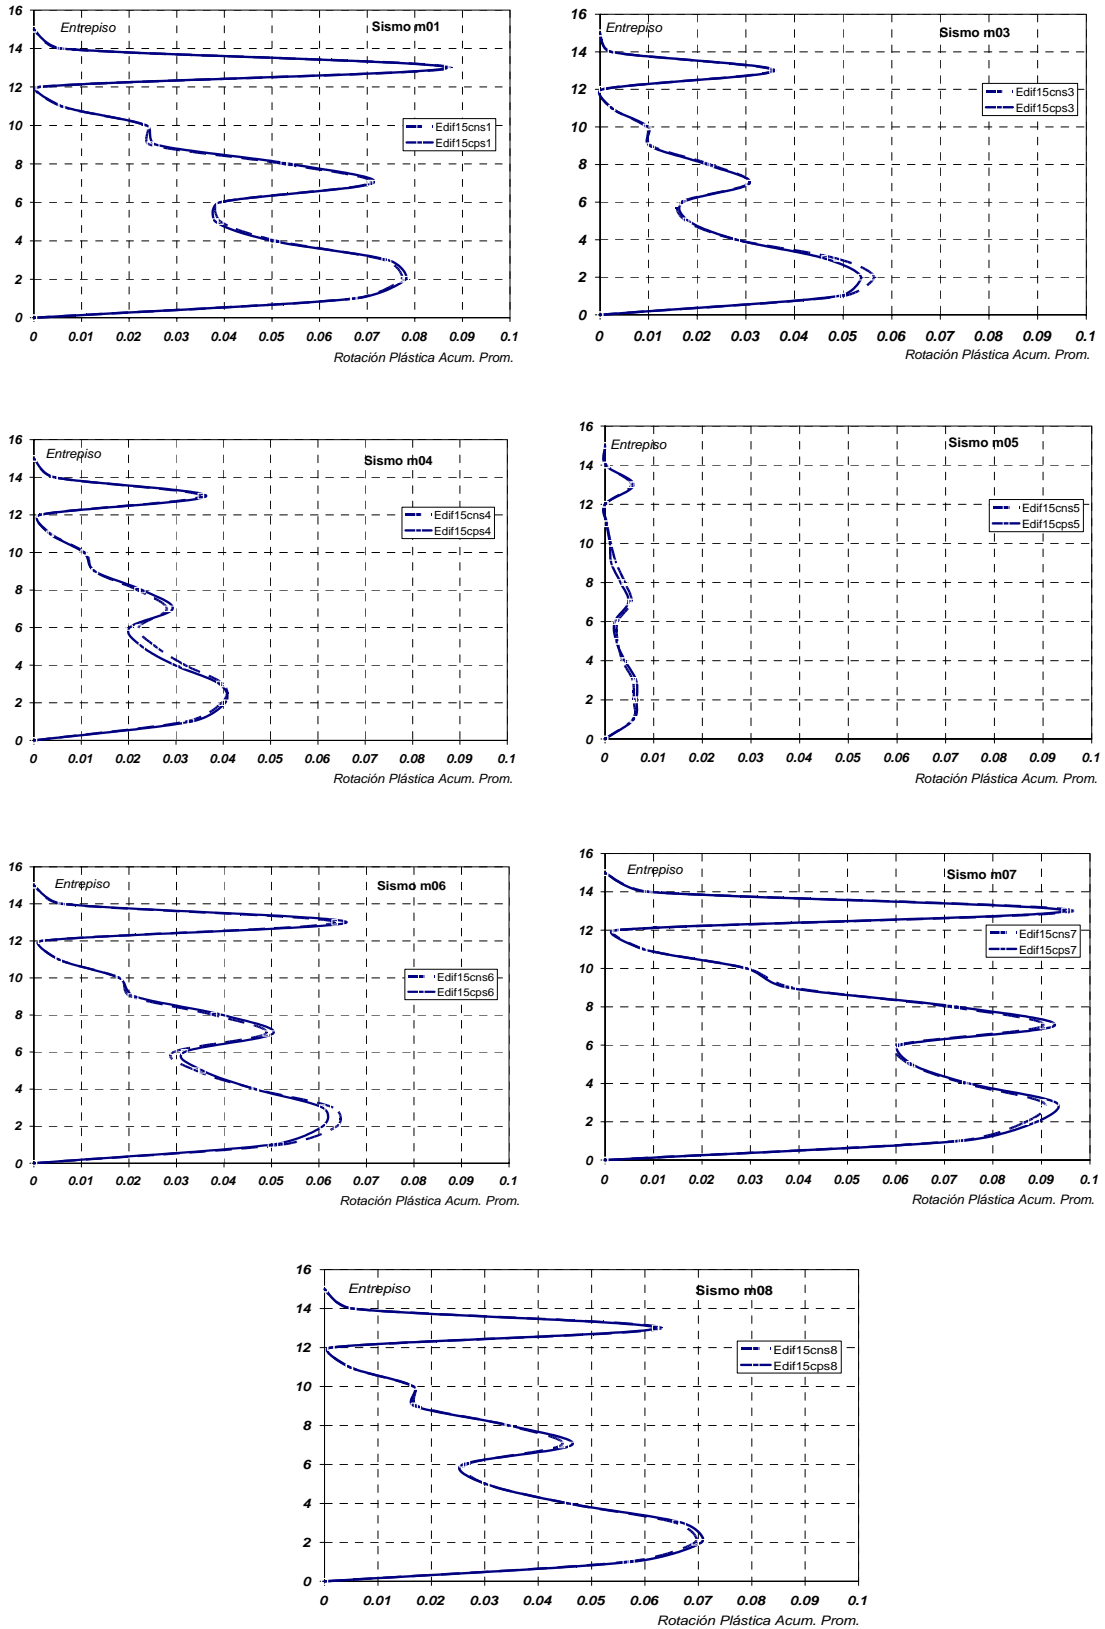 Entrepiso
Sismo m01
16
14
12
10
8
6
4
2
0
Edif15cns1
Edif15cps1
0 0.01 0.02 0.03 0.04 0.05 0.06 0.07 0.08 0.09 0.1
Rotación Plástica Acum. Prom.
Entrepiso
Sismo m03
16
14
12
10
8
6
4
2
0
Edif15cns3
Edif15cps3
0 0.01 0.02 0.03 0.04 0.05 0.06 0.07 0.08 0.09 0.1
Rotación Plástica Acum. Prom.
Entrepiso
Sismo m04
16
14
12
10
8
6
4
2
0
Edif15cns4
Edif15cps4
0 0.01 0.02 0.03 0.04 0.05 0.06 0.07 0.08 0.09 0.1
Rotación Plástica Acum. Prom.
Entrepiso
Sismo m05
16
14
12
10
8
6
4
2
0
Edif15cns5
Edif15cps5
0 0.01 0.02 0.03 0.04 0.05 0.06 0.07 0.08 0.09 0.1
Rotación Plástica Acum. Prom.
Entrepiso
Sismo m06
16
14
12
10
8
6
4
2
0
Edif15cns6
Edif15cps6
0 0.01 0.02 0.03 0.04 0.05 0.06 0.07 0.08 0.09 0.1
Rotación Plástica Acum. Prom.
Entrepiso
Sismo m07
16
14
12
10
8
6
4
2
0
Edif15cns7
Edif15cps7
0 0.01 0.02 0.03 0.04 0.05 0.06 0.07 0.08 0.09 0.1
Rotación Plástica Acum. Prom.
Entrepiso
Sismo m08
16
14
12
10
8
6
4
2
0
Edif15cns8
Edif15cps8
0 0.01 0.02 0.03 0.04 0.05 0.06 0.07 0.08 0.09 0.1
Rotación Plástica Acum. Prom.